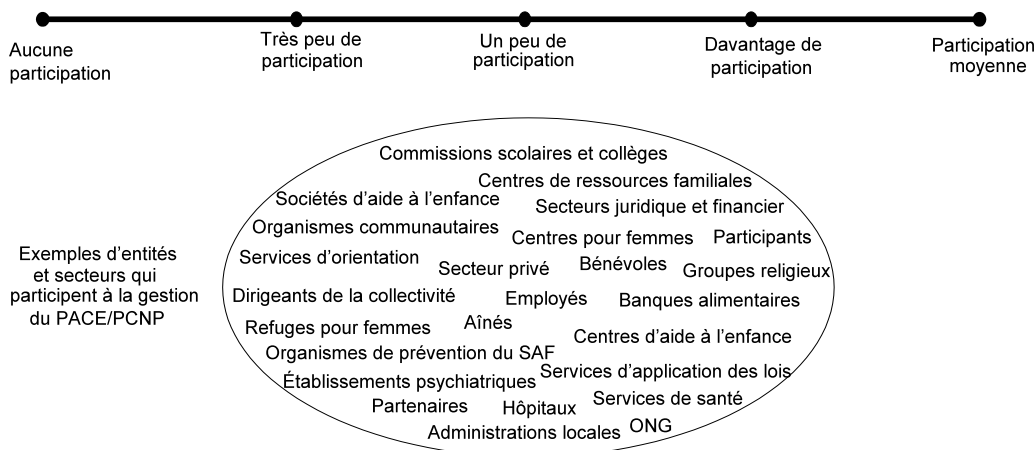 Aucune
participation
Très peu de
participation
Un peu de
participation
Davantage de
participation
Participation
moyenne
Exemples d'entités
et secteurs qui
participent à la gestion
du PACE/PCNP
Commissions scolaires et collèges
Centres de ressources familiales
Sociétés d'aide à l'enfance
Secteurs juridique et financier
Organismes communautaires
Centres pour femmes
Participants
Services d'orientation
Secteur privé
Bénévoles
Groupes religieux
Dirigeants de la collectivité
Employés
Banques alimentaires
Refuges pour femmes
Aînés
Centres d'aide à l'enfance
Organismes de prévention du SAF
Services d'application des lois
Établissements psychiatriques
Services de santé
Partenaires
Hôpitaux
Administrations locales
ONG